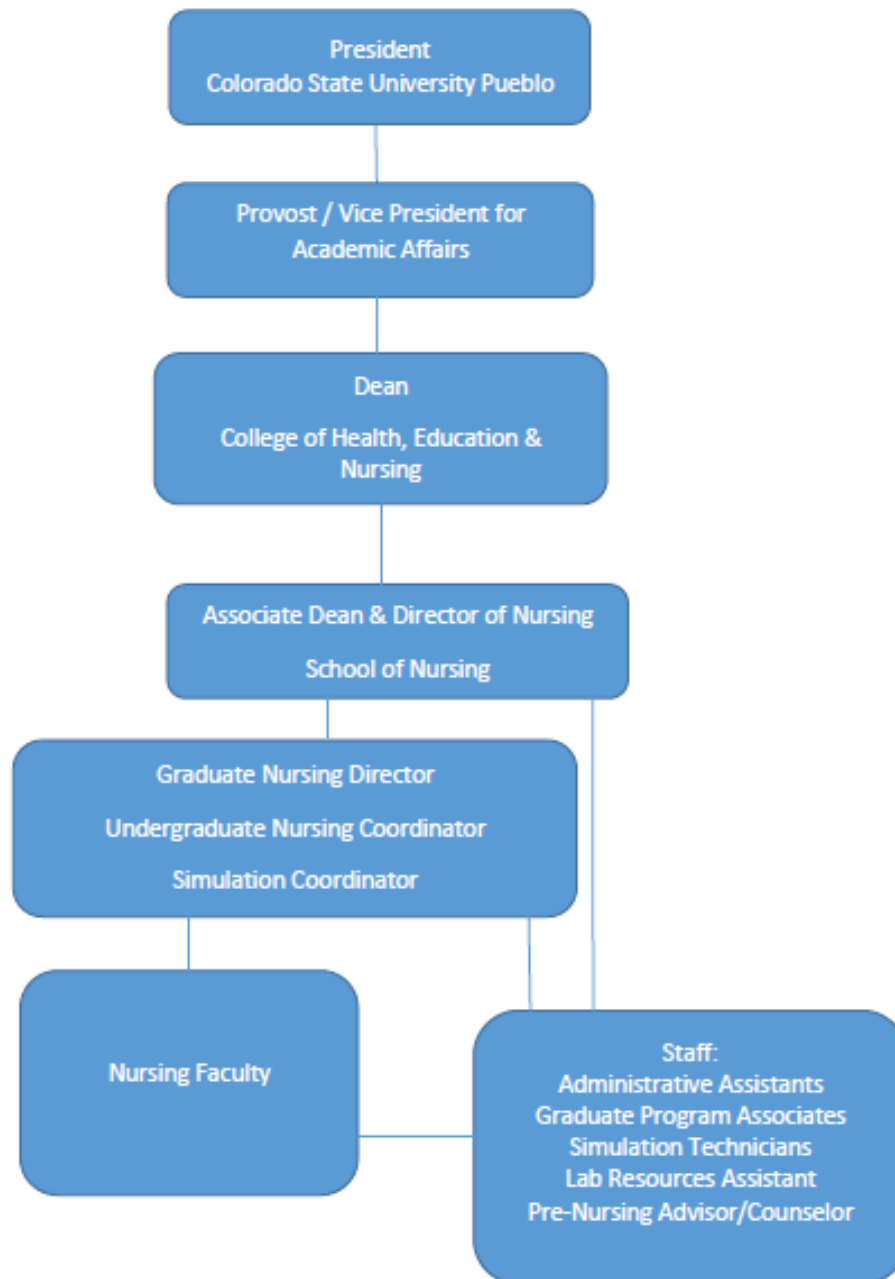 President
Colorado State University Pueblo
Provost / Vice President for
Academic Affairs
Dean
College of Health, Education &
Nursing
Associate Dean & Director of Nursing
School of Nursing
Graduate Nursing Director
Undergraduate Nursing Coordinator
Simulation Coordinator
Nursing Faculty
Staff:
Administrative Assistants
Graduate Program Associates
Simulation Technicians
Lab Resources Assistant
Pre-Nursing Advisor/Counselor